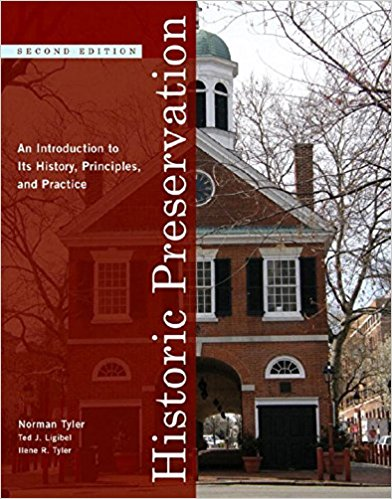 SECOND EDITION
An Introduction to
Its History, Principles,
and Practice
Historic Preservation
Norman Tyler
Ted J. Ligibel
Ilene R. Tyler